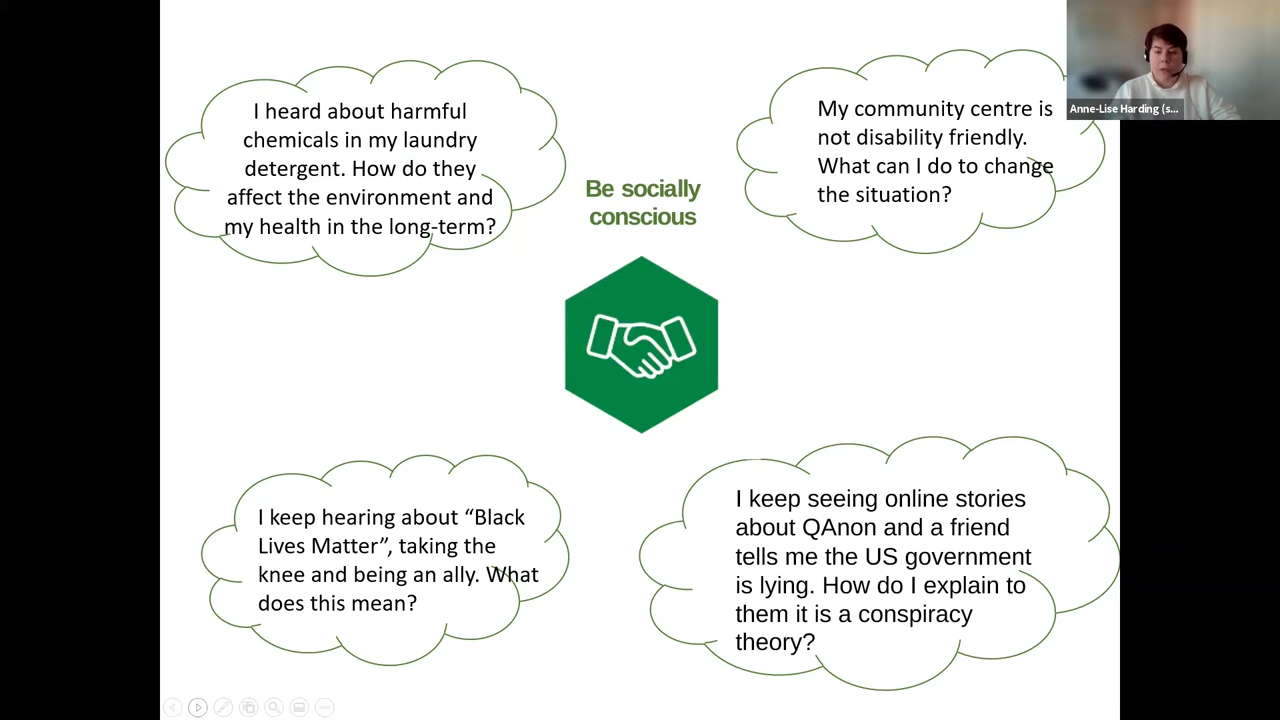 I heard about harmful
chemicals in my laundry
detergent. How do they
affect the environment and
my health in the long-term?
Be socially
conscious
My community centre is
not disability friendly.
What can I do to change
the situation?
Anne-Lise Harding (s...
I keep hearing about “Black
Lives Matter”, taking the
knee and being an ally. What
does this mean?
I keep seeing online stories
about QAnon and a friend
tells me the US government
is lying. How do I explain to
them it is a conspiracy
theory?